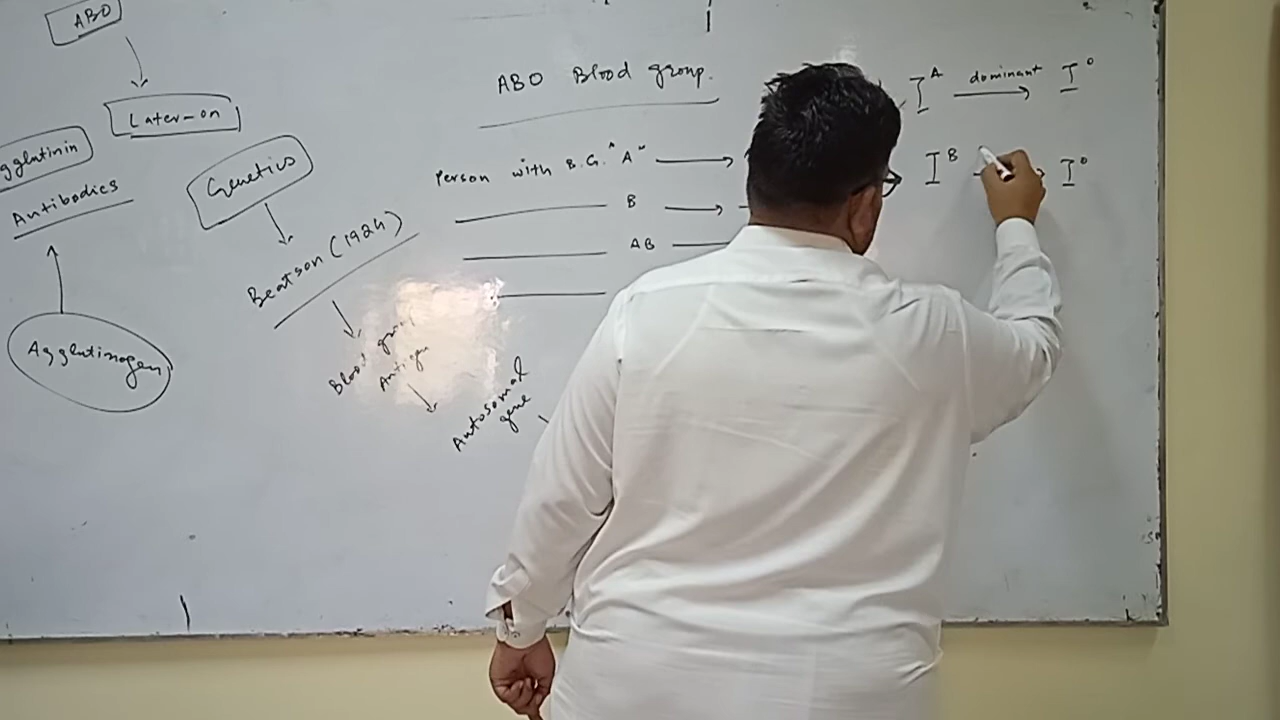 ABO
Later-on
Agglutinin
Antibodies
Agglutinogen
Genetics
Beatson (1924)
Blood group
Antigen
Autosomal
gene
ABO Blood group.
Person with B.G. "A"
B
AB
I^A dominant I^O
I^B I^O